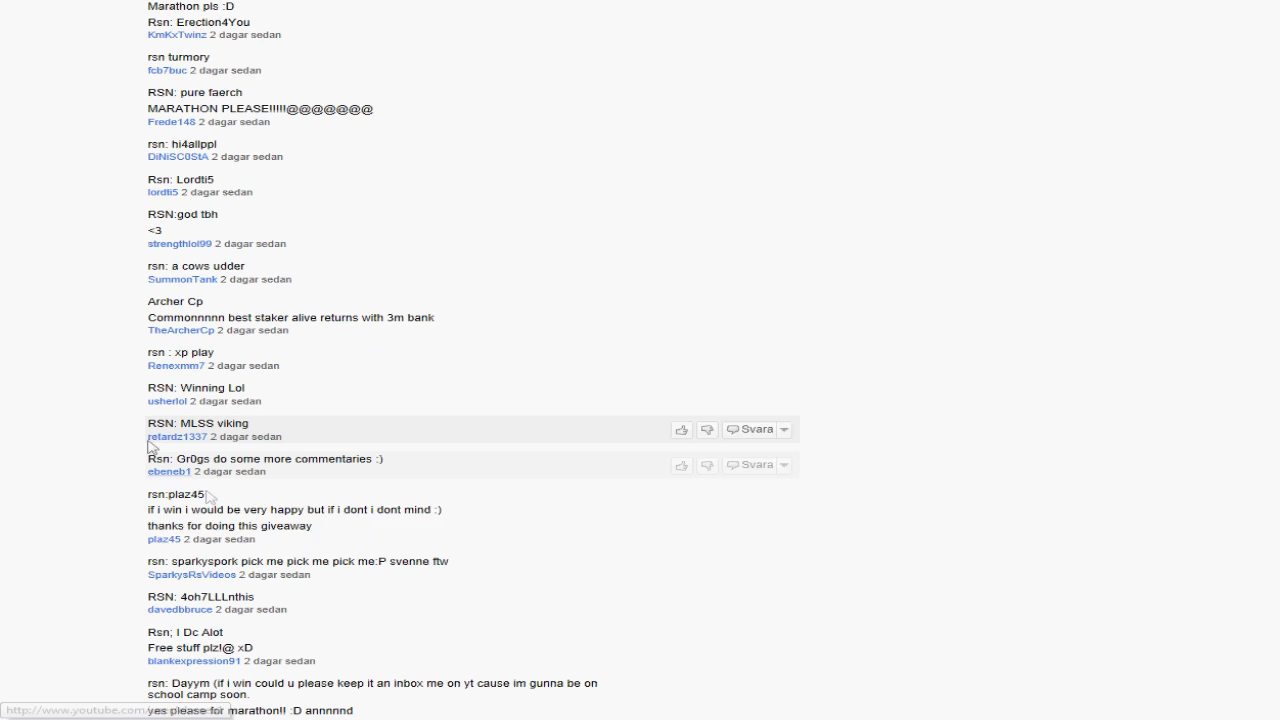 Marathon pls :D
Rsn: Erection4You
KmKxTwinz 2 dagar sedan
rsn turmory
fcb7buc 2 dagar sedan
RSN: pure faerch
MARATHON PLEASE!!!!!@@@@@@@
Frede148 2 dagar sedan
rsn: hi4allppl
DiNiSC0StA 2 dagar sedan
Rsn: Lordti5
lordti5 2 dagar sedan
RSN:god tbh
<3
strengthlol99 2 dagar sedan
rsn: a cows udder
SummonTank 2 dagar sedan
Archer Cp
Commonnnnn best staker alive returns with 3m bank
TheArcherCp 2 dagar sedan
rsn : xp play
Renexmm7 2 dagar sedan
RSN: Winning Lol
usherlol 2 dagar sedan
RSN: MLSS viking
retardz1337 2 dagar sedan
Svara
Rsn: Gr0gs do some more commentaries :)
ebeneb1 2 dagar sedan
Svara
rsn:plaz45
if i win i would be very happy but if i dont i dont mind :)
thanks for doing this giveaway
plaz45 2 dagar sedan
rsn: sparkyspork pick me pick me pick me:P svenne ftw
SparkysRsVideos 2 dagar sedan
RSN: 4oh7LLLnthis
davedbbruce 2 dagar sedan
Rsn; I Dc Alot
Free stuff plz!@ xD
blankexpression91 2 dagar sedan
rsn: Dayym (if i win could u please keep it an inbox me on yt cause im gunna be on
school camp soon.
yes please for marathon!! :D annnnnd
http://www.youtube.com/